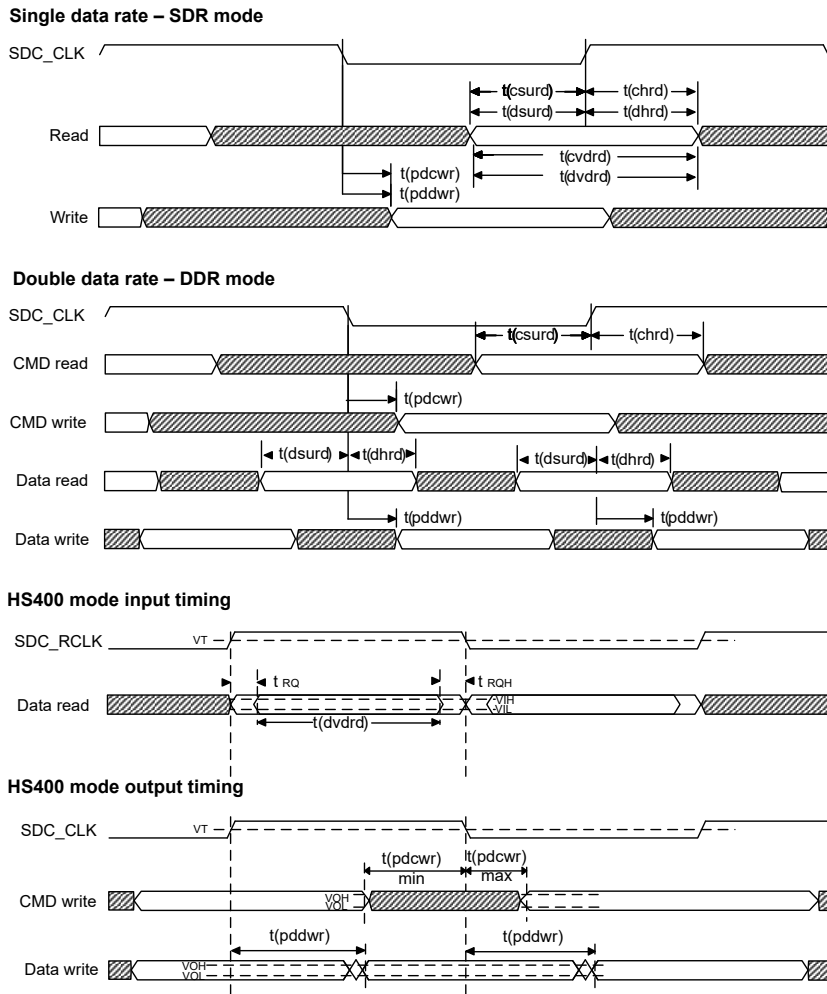 Single data rate – SDR mode
SDC_CLK
t(csurd) t(chrd)
t(dsurd) t(dhrd)
Read
t(cvdrd)
t(pdcwr)
t(dvdrd)
t(pddwr)
Write
Double data rate – DDR mode
SDC_CLK
t(csurd) t(chrd)
CMD read
t(pdcwr)
CMD write
t(dsurd) t(dhrd) t(dsurd) t(dhrd)
Data read
t(pddwr) t(pddwr)
Data write
HS400 mode input timing
SDC_RCLK VT
t RQ t RQH
Data read VIH
VIL
t(dvdrd)
HS400 mode output timing
SDC_CLK VT
t(pdcwr) t(pdcwr)
min max
CMD write VOH
VOL
t(pddwr) t(pddwr)
Data write VOH
VOL